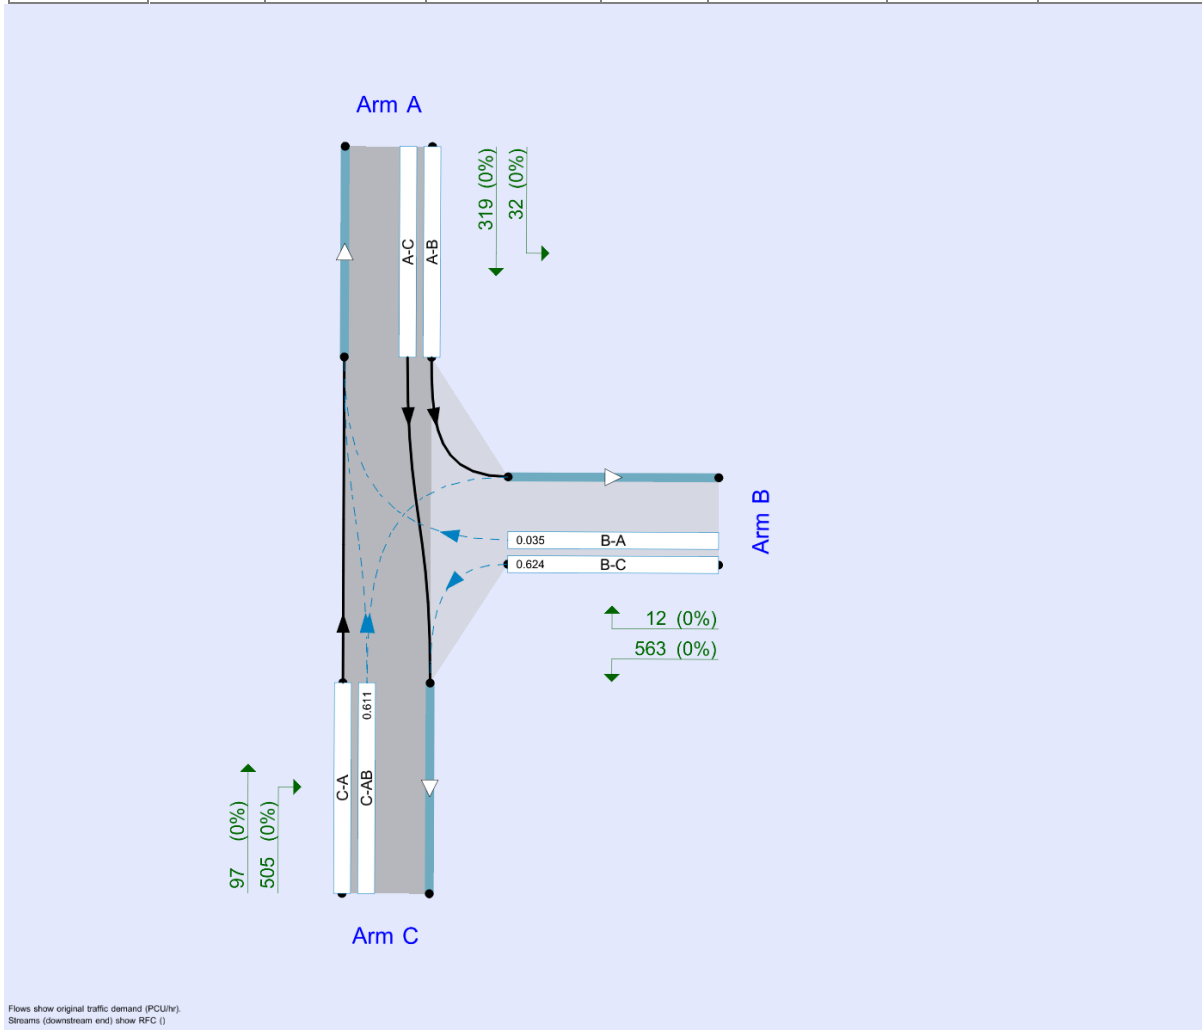 Arm A
319 (0%)
32 (0%)
A-C
A-B
Arm B
0.035 B-A
0.624 B-C
12 (0%)
563 (0%)
0.611
C-A
C-AB
97 (0%)
505 (0%)
Arm C
Flows show original traffic demand (PCU/hr).
Streams (downstream end) show RFC ()